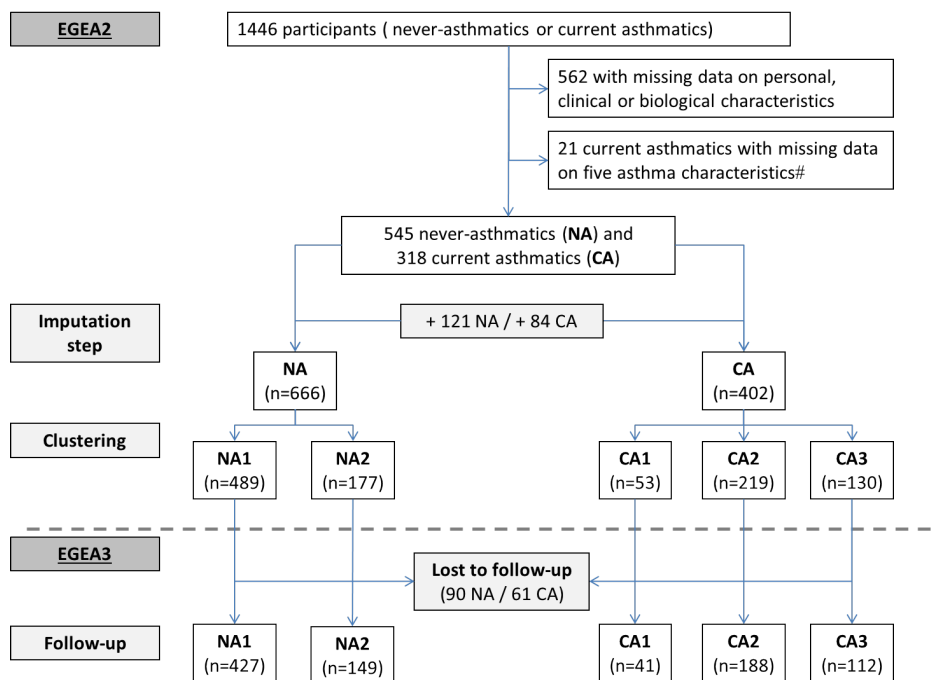 EGEA2
1446 participants ( never-asthmatics or current asthmatics)
562 with missing data on personal,
clinical or biological characteristics
21 current asthmatics with missing data
on five asthma characteristics#
545 never-asthmatics (NA) and
318 current asthmatics (CA)
Imputation
step
+ 121 NA / + 84 CA
NA
(n=666)
CA
(n=402)
Clustering
NA1
(n=489)
NA2
(n=177)
CA1
(n=53)
CA2
(n=219)
CA3
(n=130)
EGEA3
Lost to follow-up
(90 NA / 61 CA)
Follow-up
NA1
(n=427)
NA2
(n=149)
CA1
(n=41)
CA2
(n=188)
CA3
(n=112)